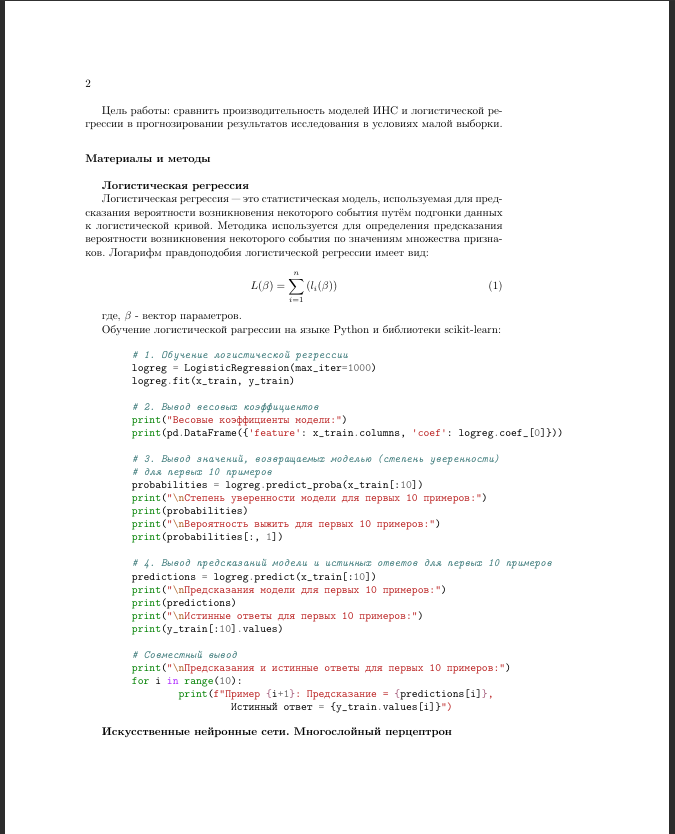 2
Цель работы: сравнить производительность моделей ИНС и логистической ре-
грессии в прогнозировании результатов исследования в условиях малой выборки.
Материалы и методы
Логистическая регрессия
Логистическая регрессия — это статистическая модель, используемая для пред-
сказания вероятности возникновения некоторого события путём подгонки данных
к логистической кривой. Методика используется для определения предсказания
вероятности возникновения некоторого события по значениям множества призна-
ков. Логарифм правдоподобия логистической регрессии имеет вид:
L(β) = ∑_{i=1}^{n} (l_i(β)) (1)
где, β - вектор параметров.
Обучение логистической рагрессии на языке Python и библиотеки scikit-learn:
# 1. Обучение логистической регрессии
logreg = LogisticRegression(max_iter=1000)
logreg.fit(x_train, y_train)
# 2. Вывод весовых коэффициентов
print("Весовые коэффициенты модели:")
print(pd.DataFrame({'feature': x_train.columns, 'coef': logreg.coef_[0]}))
# 3. Вывод значений, возвращаемых моделью (степень уверенности)
# для первых 10 примеров
probabilities = logreg.predict_proba(x_train[:10])
print("\nСтепень уверенности модели для первых 10 примеров:")
print(probabilities)
print("\nВероятность выжить для первых 10 примеров:")
print(probabilities[:, 1])
# 4. Вывод предсказаний модели и истинных ответов для первых 10 примеров
predictions = logreg.predict(x_train[:10])
print("\nПредсказания модели для первых 10 примеров:")
print(predictions)
print("\nИстинные ответы для первых 10 примеров:")
print(y_train[:10].values)
# Совместный вывод
print("\nПредсказания и истинные ответы для первых 10 примеров:")
for i in range(10):
print(f"Пример {i+1}: Предсказание = {predictions[i]},
Истинный ответ = {y_train.values[i]}")
Искусственные нейронные сети. Многослойный перцептрон